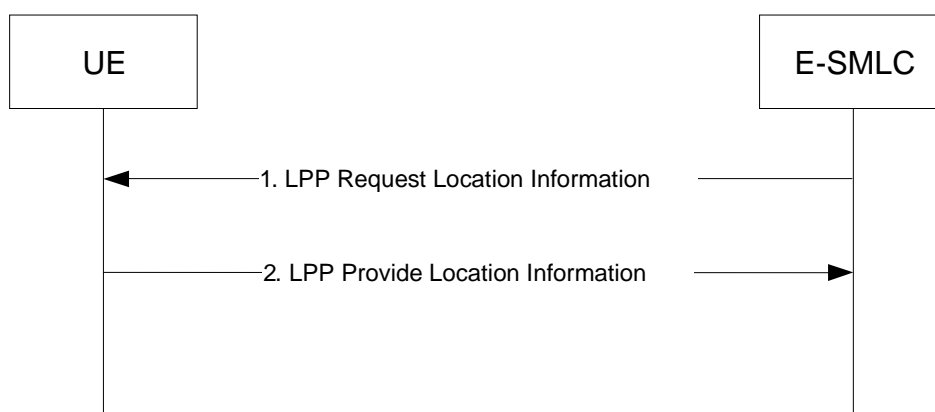 UE
E-SMLC
1. LPP Request Location Information
2. LPP Provide Location Information